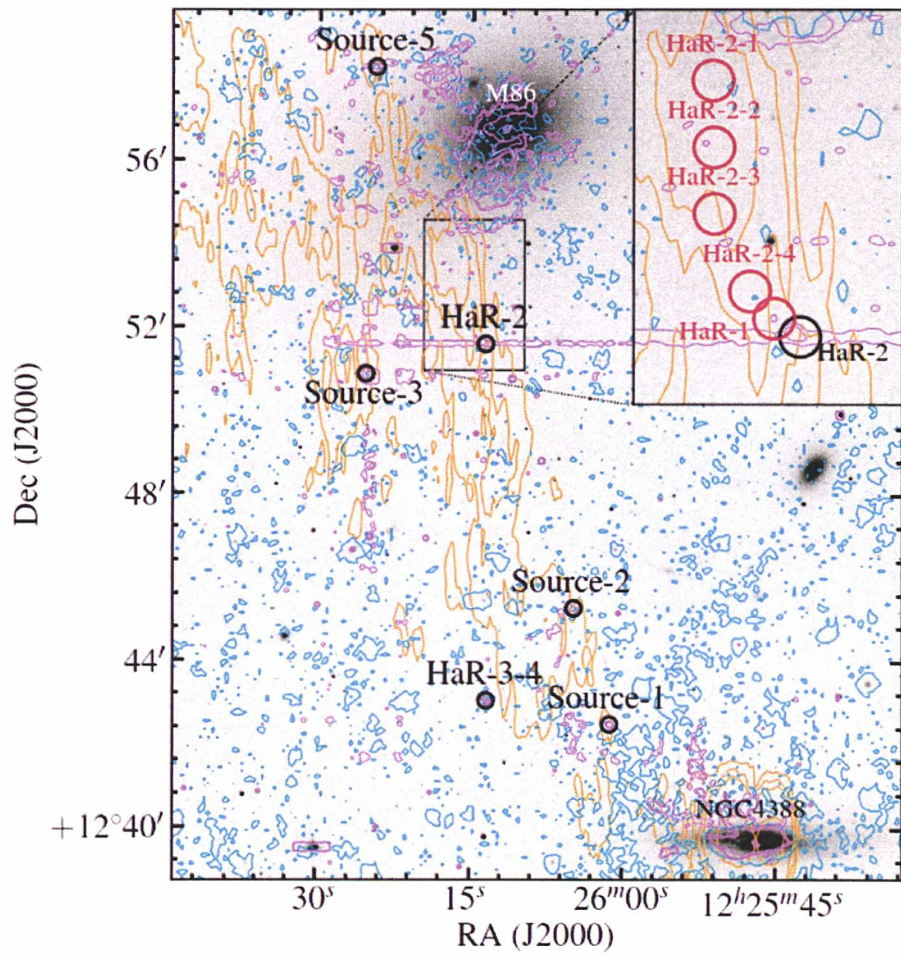 Source-5
M86
HaR-2-1
HaR-2-2
HaR-2-3
HaR-2-4
HaR-1
HaR-2
56′
52′
48′
44′
+12°40′
HaR-2
Source-3
Source-2
HaR-3-4
Source-1
NGC4388
30ˢ
15ˢ
26ᵐ00ˢ
12ʰ25ᵐ45ˢ
RA (J2000)
Dec (J2000)